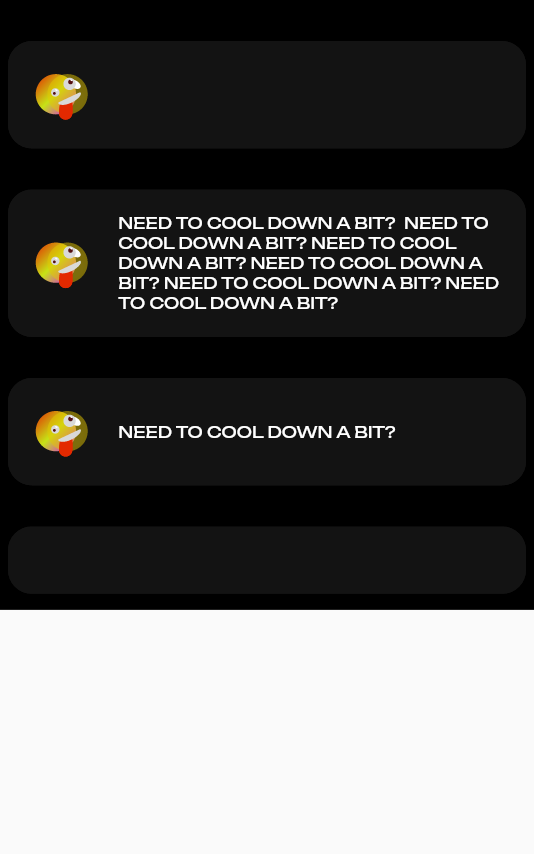 NEED TO COOL DOWN A BIT?  NEED TO
COOL DOWN A BIT? NEED TO COOL
DOWN A BIT? NEED TO COOL DOWN A
BIT? NEED TO COOL DOWN A BIT? NEED
TO COOL DOWN A BIT?
NEED TO COOL DOWN A BIT?